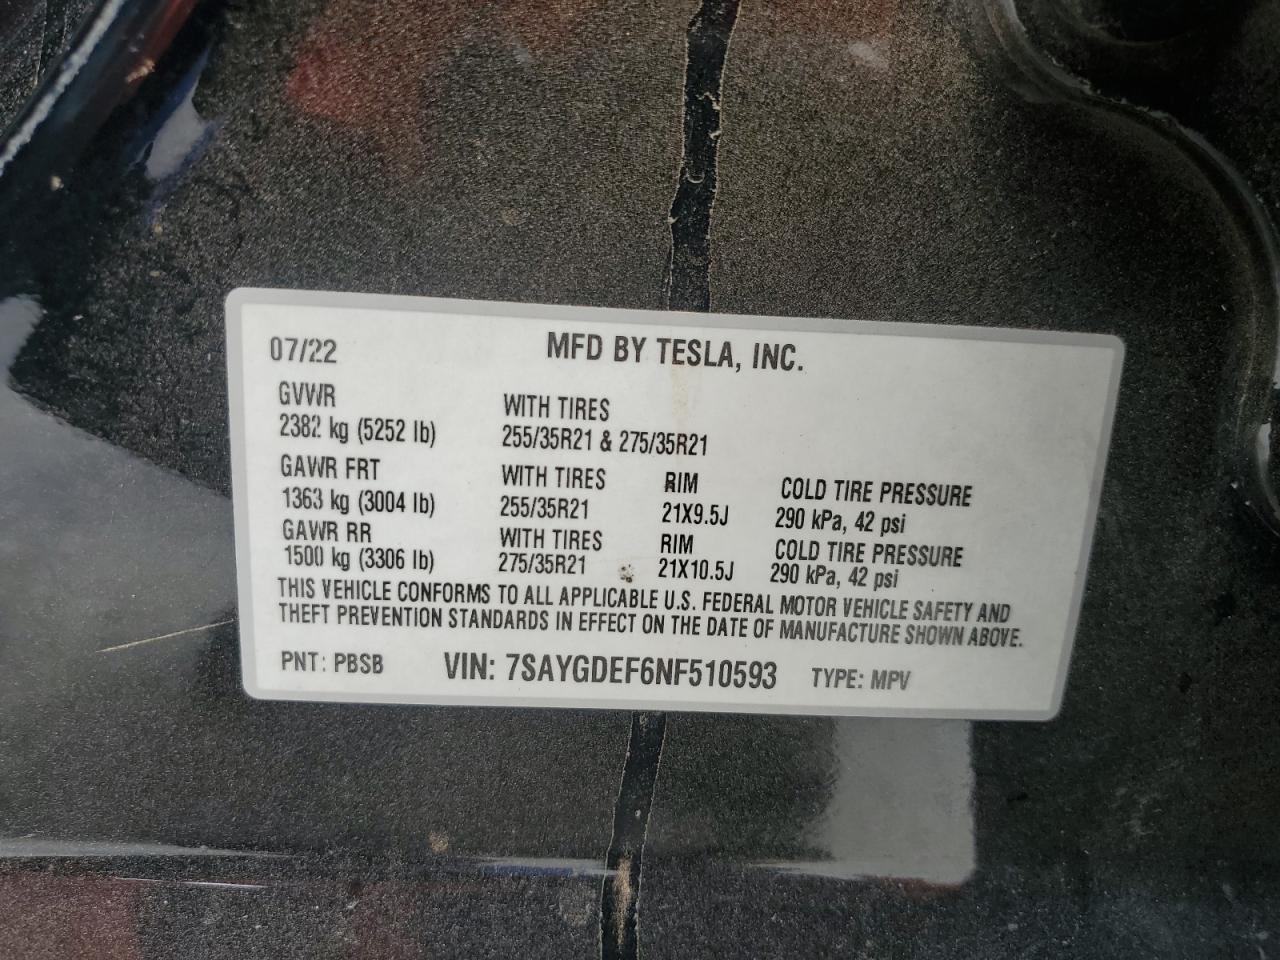 07/22 MFD BY TESLA, INC.
GVWR WITH TIRES
2382 kg (5252 lb) 255/35R21 & 275/35R21
GAWR FRT WITH TIRES RIM COLD TIRE PRESSURE
1363 kg (3004 lb) 255/35R21 21X9.5J 290 kPa, 42 psi
GAWR RR WITH TIRES RIM COLD TIRE PRESSURE
1500 kg (3306 lb) 275/35R21 21X10.5J 290 kPa, 42 psi
THIS VEHICLE CONFORMS TO ALL APPLICABLE U.S. FEDERAL MOTOR VEHICLE SAFETY AND
THEFT PREVENTION STANDARDS IN EFFECT ON THE DATE OF MANUFACTURE SHOWN ABOVE.
PNT: PBSB VIN: 7SAYGDEF6NF510593 TYPE: MPV